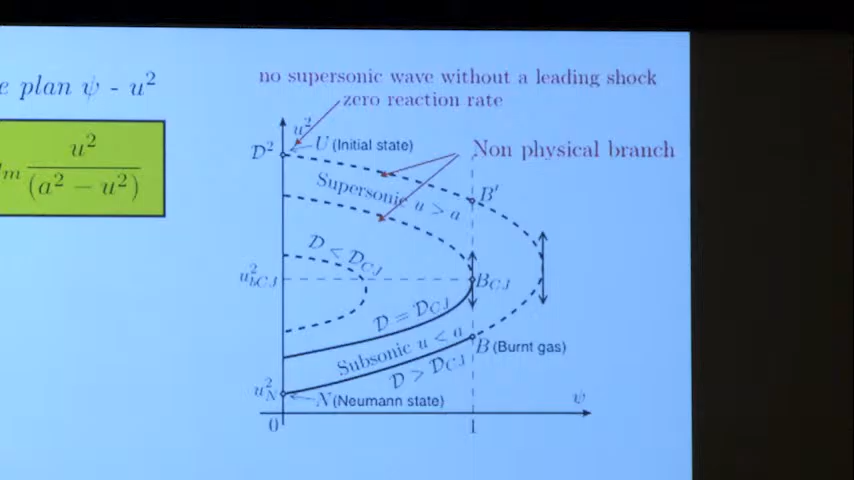 e plan ψ - u²
m u² / (a² − u²)
no supersonic wave without a leading shock
zero reaction rate
u²
D²
U (Initial state)
Non physical branch
Supersonic u > a
B′
D < D_CJ
u²_bCJ
B_CJ
D = D_CJ
Subsonic u < a
B (Burnt gas)
D > D_CJ
u²_N
N (Neumann state)
ψ
0
1